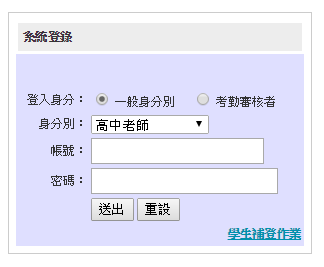 系統登錄
登入身分： 一般身分別 考勤審核者
身分別： 高中老師
帳號：
密碼：
送出 重設
學生補登作業